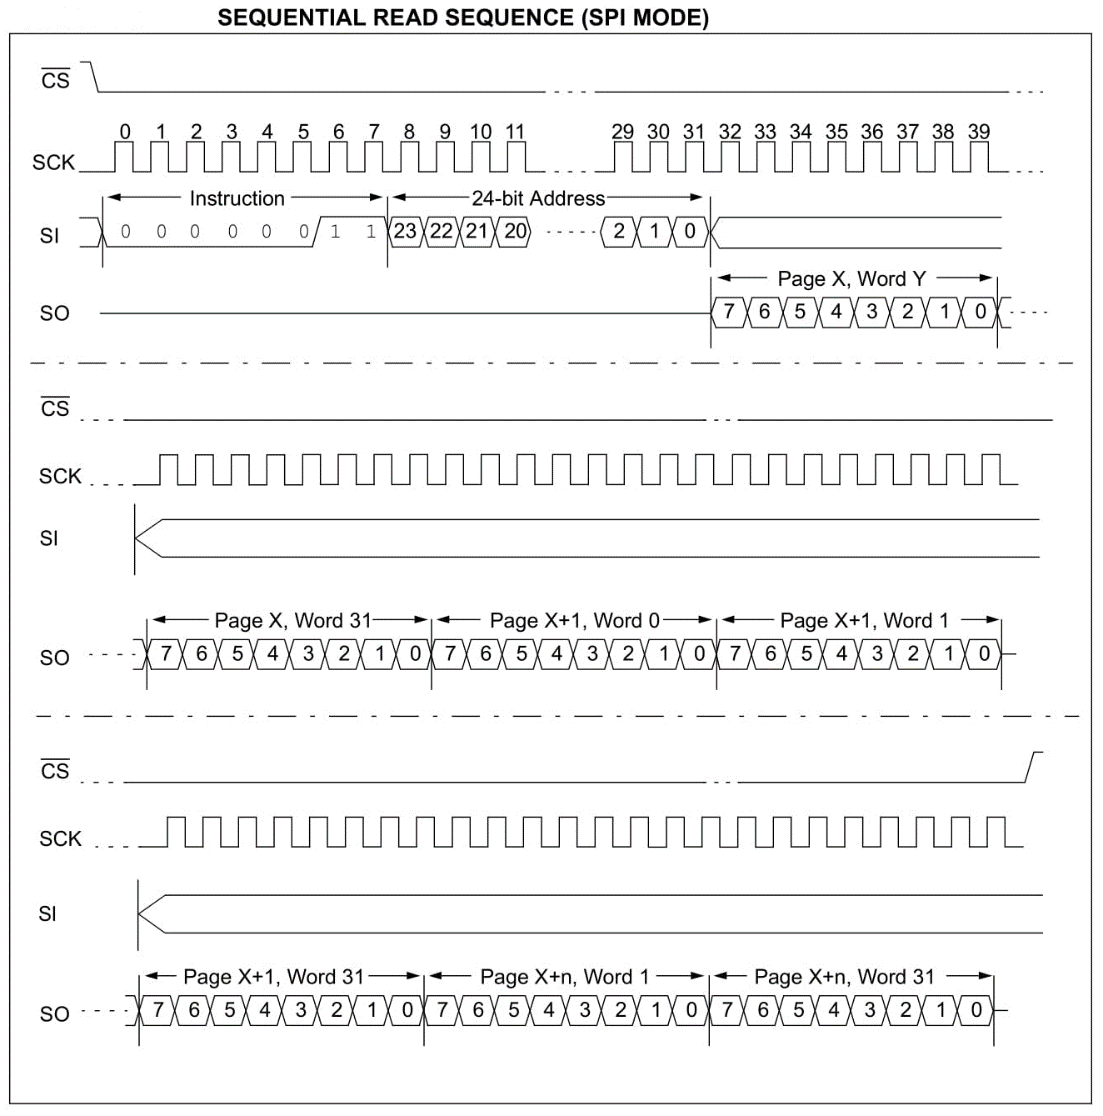 SEQUENTIAL READ SEQUENCE (SPI MODE)
CS
0 1 2 3 4 5 6 7 8 9 10 11 29 30 31 32 33 34 35 36 37 38 39
SCK
Instruction 24-bit Address
SI 0 0 0 0 0 0 1 1 23 22 21 20 2 1 0
Page X, Word Y
SO 7 6 5 4 3 2 1 0
CS
SCK
SI
Page X, Word 31 Page X+1, Word 0 Page X+1, Word 1
SO 7 6 5 4 3 2 1 0 7 6 5 4 3 2 1 0 7 6 5 4 3 2 1 0
CS
SCK
SI
Page X+1, Word 31 Page X+n, Word 1 Page X+n, Word 31
SO 7 6 5 4 3 2 1 0 7 6 5 4 3 2 1 0 7 6 5 4 3 2 1 0